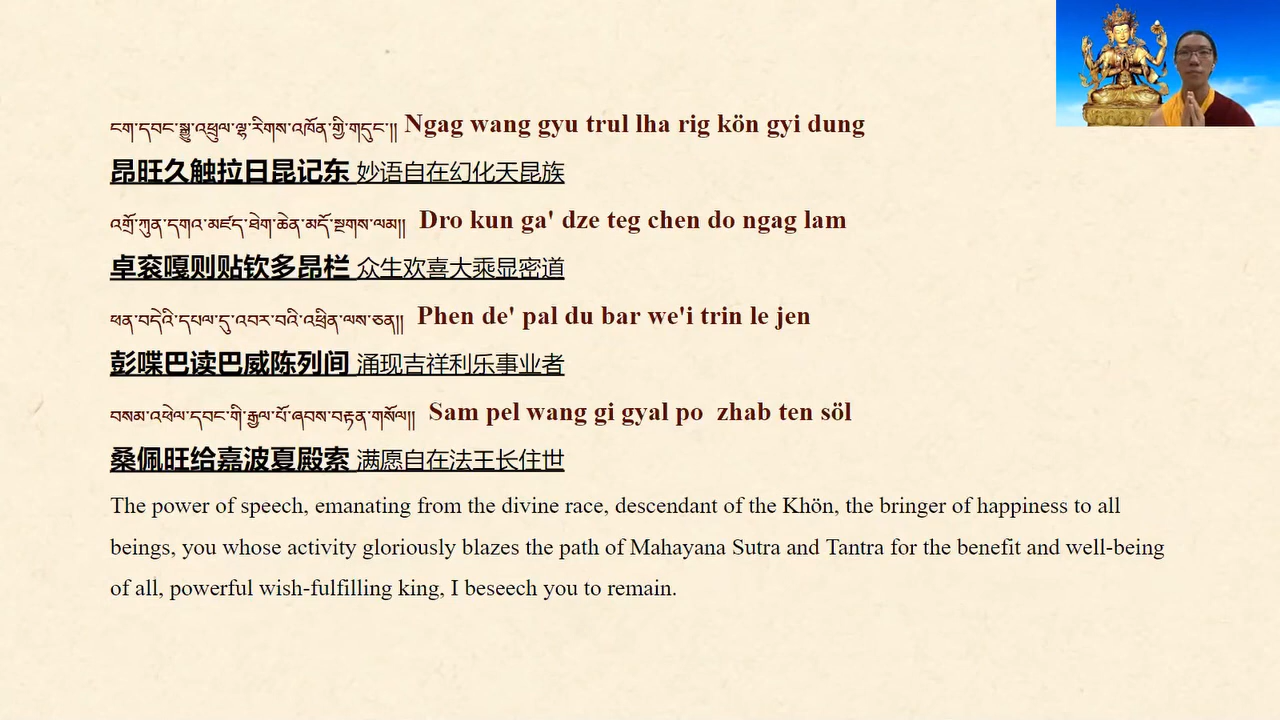 ངག་དབང་སྒྱུ་འཕྲུལ་ལྷ་རིགས་འཁོན་གྱི་གདུང་།། Ngag wang gyu trul lha rig kön gyi dung
昂旺久触拉日昆记东 妙语自在幻化天昆族
འགྲོ་ཀུན་དགའ་མཛད་ཐེག་ཆེན་མདོ་སྔགས་ལམ།། Dro kun ga' dze teg chen do ngag lam
卓衮嘎则贴钦多昂栏 众生欢喜大乘显密道
ཕན་བདེའི་དཔལ་དུ་འབར་བའི་འཕྲིན་ལས་ཅན།། Phen de' pal du bar we'i trin le jen
彭喋巴读巴威陈列间 涌现吉祥利乐事业者
བསམ་འཕེལ་དབང་གི་རྒྱལ་པོ་ཞབས་བརྟན་གསོལ།། Sam pel wang gi gyal po zhab ten söl
桑佩旺给嘉波夏殿索 满愿自在法王长住世
The power of speech, emanating from the divine race, descendant of the Khön, the bringer of happiness to all
beings, you whose activity gloriously blazes the path of Mahayana Sutra and Tantra for the benefit and well-being
of all, powerful wish-fulfilling king, I beseech you to remain.